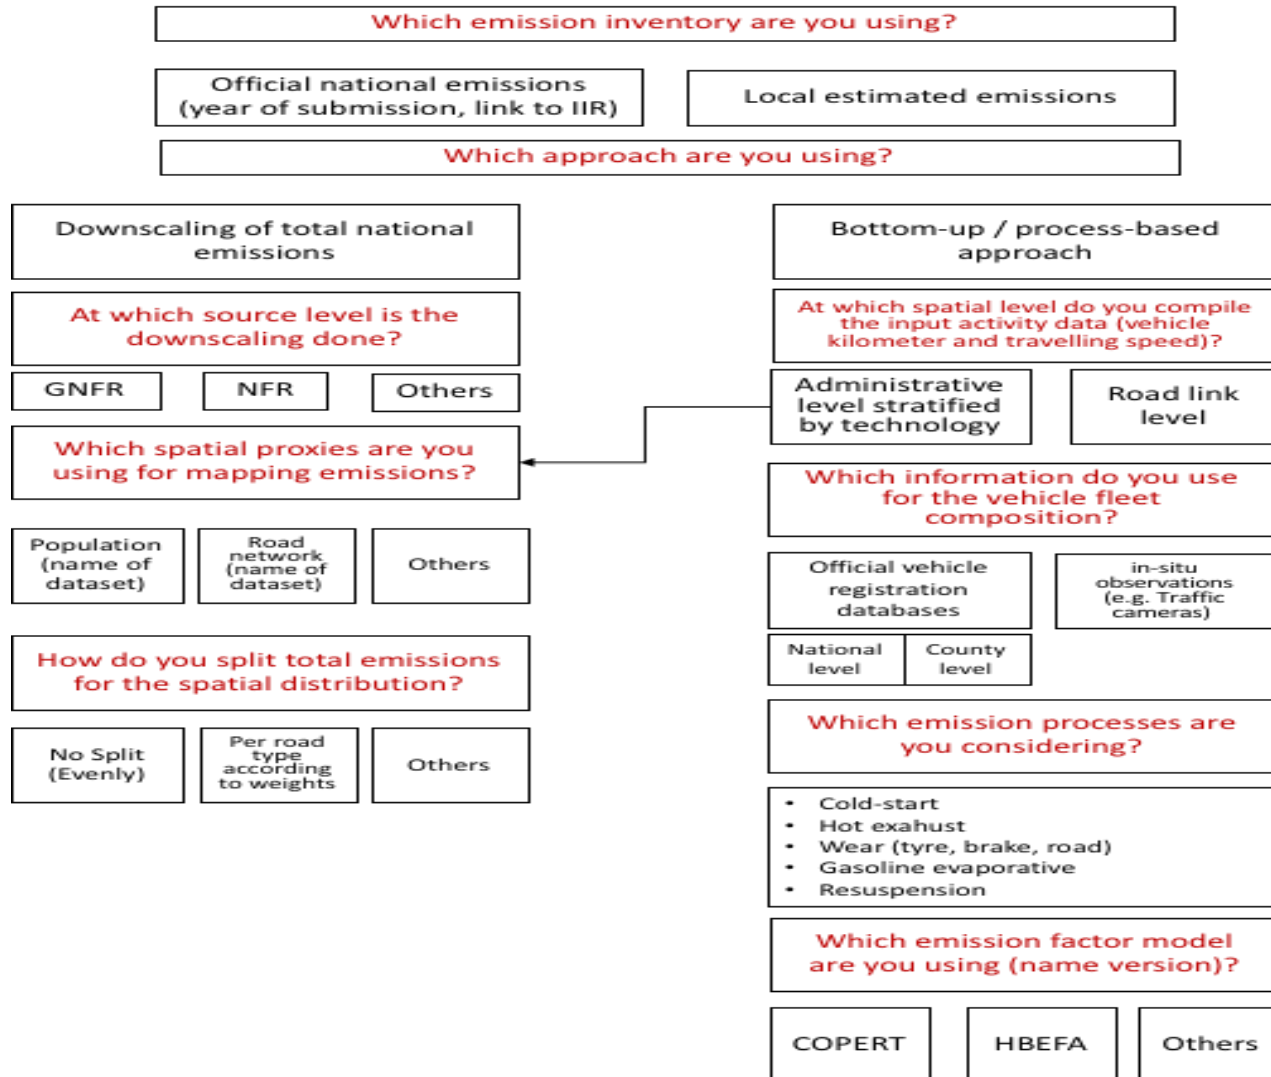 Which emission inventory are you using?
Official national emissions
(year of submission, link to IIR)
Local estimated emissions
Which approach are you using?
Downscaling of total national
emissions
At which source level is the
downscaling done?
GNFR
NFR
Others
Which spatial proxies are you
using for mapping emissions?
Population
(name of
dataset)
Road
network
(name of
dataset)
Others
How do you split total emissions
for the spatial distribution?
No Split
(Evenly)
Per road
type
according
to weights
Others
Bottom-up / process-based
approach
At which spatial level do you compile
the input activity data (vehicle
kilometer and travelling speed)?
Administrative
level stratified
by technology
Road link
level
Which information do you use
for the vehicle fleet
composition?
Official vehicle
registration
databases
in-situ
observations
(e.g. Traffic
cameras)
National
level
County
level
Which emission processes are
you considering?
• Cold-start
• Hot exahust
• Wear (tyre, brake, road)
• Gasoline evaporative
• Resuspension
Which emission factor model
are you using (name version)?
COPERT
HBEFA
Others